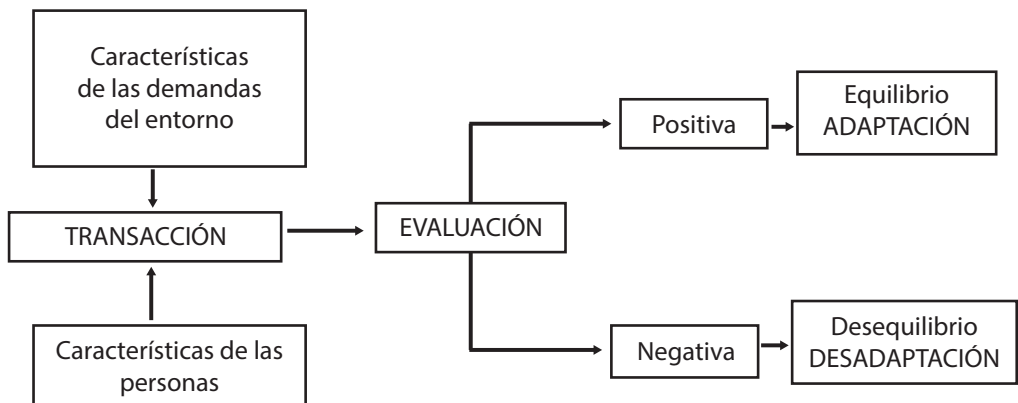 Características
de las demandas
del entorno
TRANSACCIÓN
Características de las
personas
EVALUACIÓN
Positiva
Equilibrio
ADAPTACIÓN
Negativa
Desequilibrio
DESADAPTACIÓN